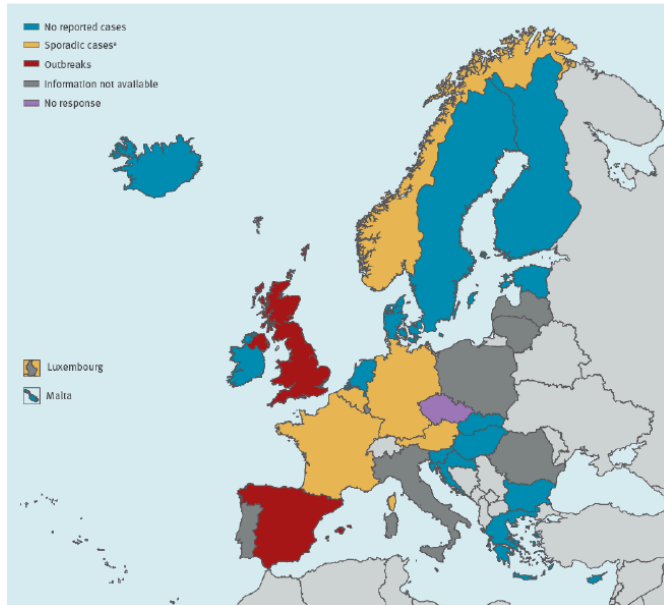 No reported cases
Sporadic casesᵃ
Outbreaks
Information not available
No response
Luxembourg
Malta